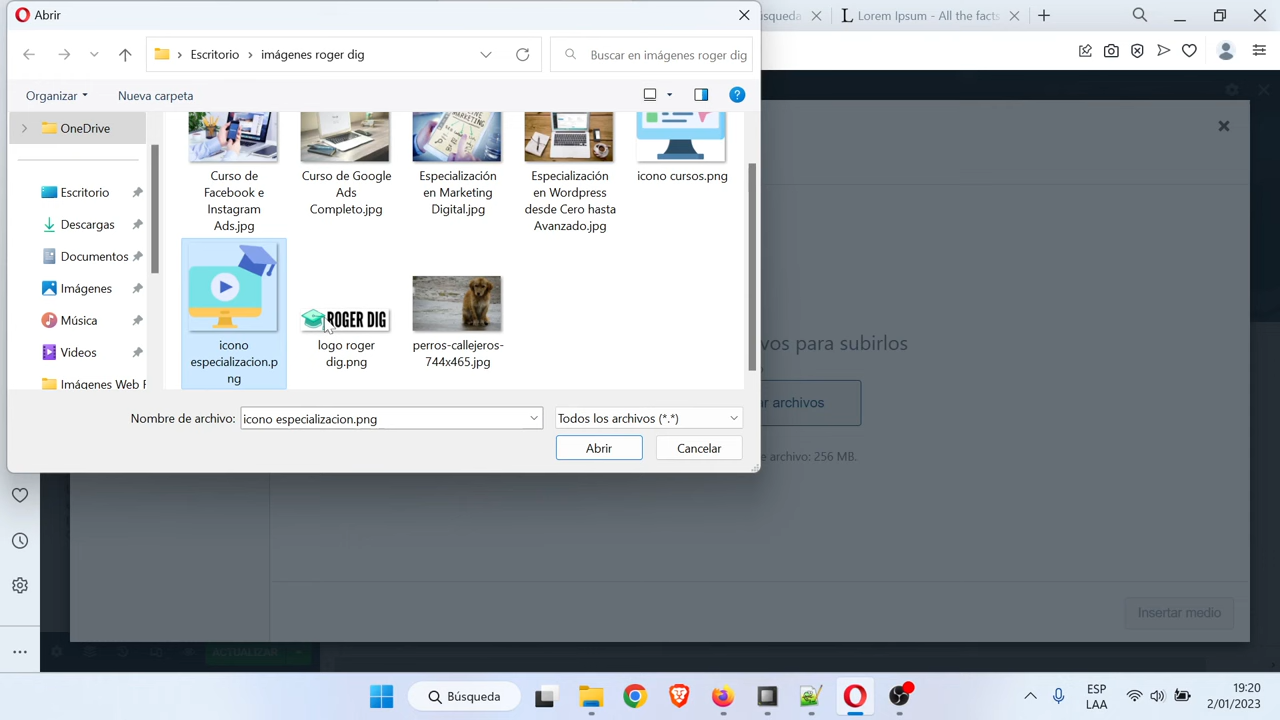 Abrir
úsqueda
Lorem Ipsum - All the facts
Escritorio
imágenes roger dig
Buscar en imágenes roger dig
Organizar
Nueva carpeta
OneDrive
Escritorio
Descargas
Documentos
Imágenes
Música
Videos
Imágenes Web
MARKETING
Curso de
Facebook e
Instagram
Ads.jpg
Curso de Google
Ads
Completo.jpg
Especialización
en Marketing
Digital.jpg
Especialización
en Wordpress
desde Cero hasta
Avanzado.jpg
icono cursos.png
icono
especializacion.p
ng
ROGER DIG
logo roger
dig.png
perros-callejeros-
744x465.jpg
Nombre de archivo:
icono especializacion.png
Todos los archivos (*.*)
Abrir
Cancelar
vos para subirlos
ar archivos
e archivo: 256 MB.
Insertar medio
ACTUALIZAR
Búsqueda
ESP
LAA
19:20
2/01/2023